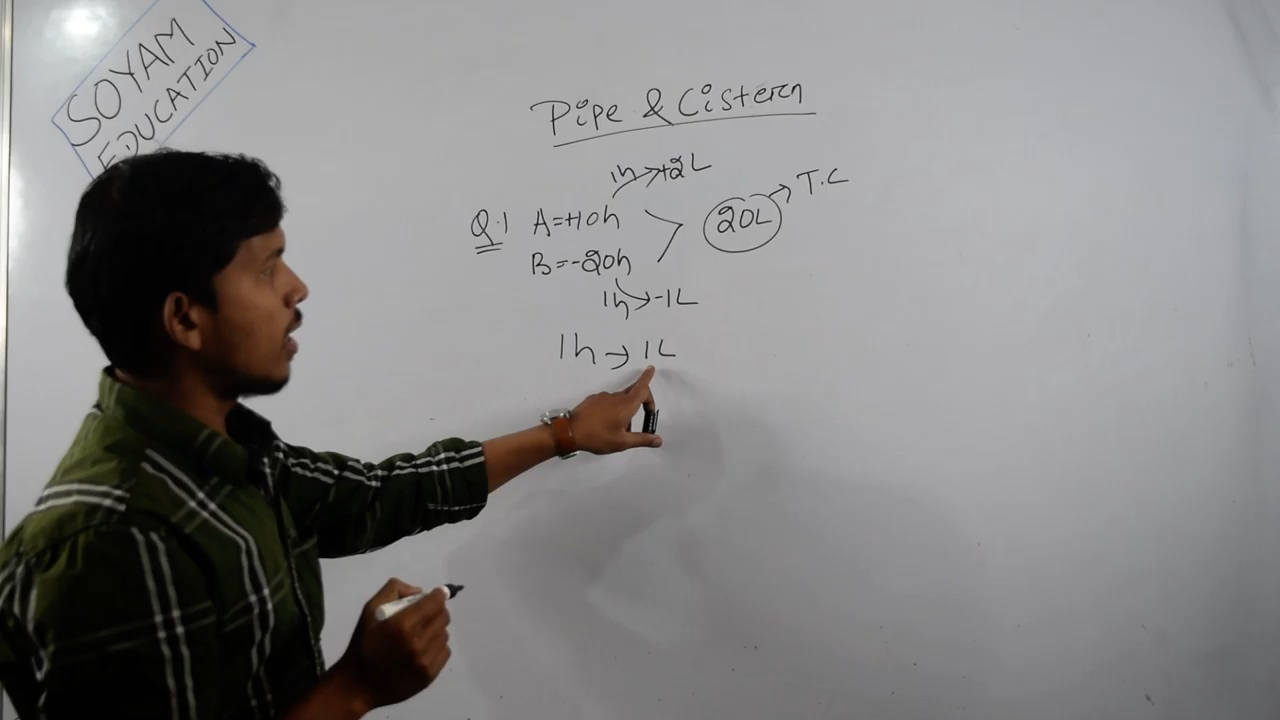 SOYAM
EDUCATION
Pipe & Cistern
1h → +2L
Q.1 A=+10h
20L → T.C
B=-20h
1h → -1L
1h → 1L